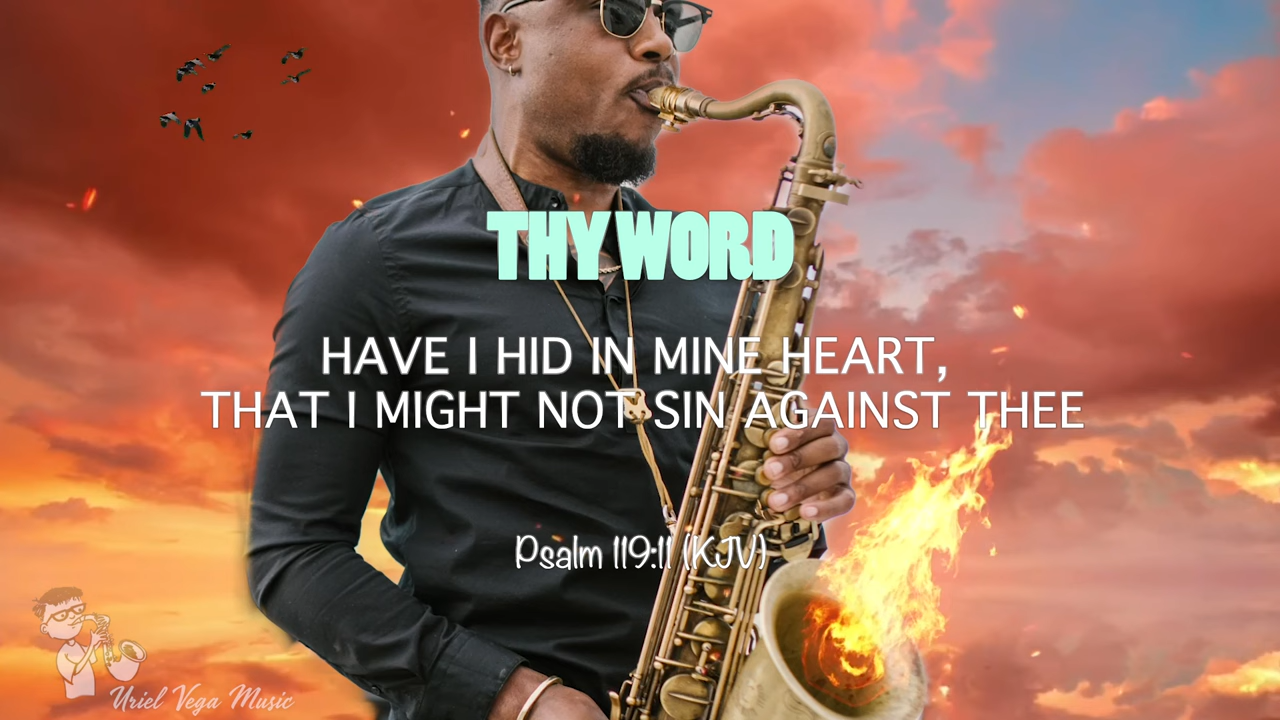 THY WORD
HAVE I HID IN MINE HEART,
THAT I MIGHT NOT SIN AGAINST THEE
Psalm 119:11 (KJV)
Uriel Vega Music